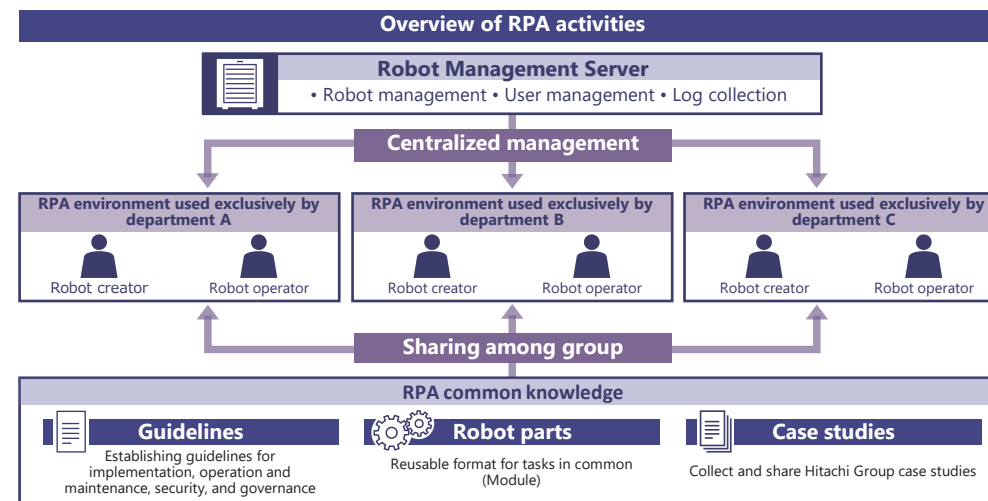 Overview of RPA activities
Robot Management Server
• Robot management • User management • Log collection
Centralized management
RPA environment used exclusively by
department A
Robot creator
Robot operator
RPA environment used exclusively by
department B
Robot creator
Robot operator
RPA environment used exclusively by
department C
Robot creator
Robot operator
Sharing among group
RPA common knowledge
Guidelines
Establishing guidelines for
implementation, operation and
maintenance, security, and governance
Robot parts
Reusable format for tasks in common
(Module)
Case studies
Collect and share Hitachi Group case studies